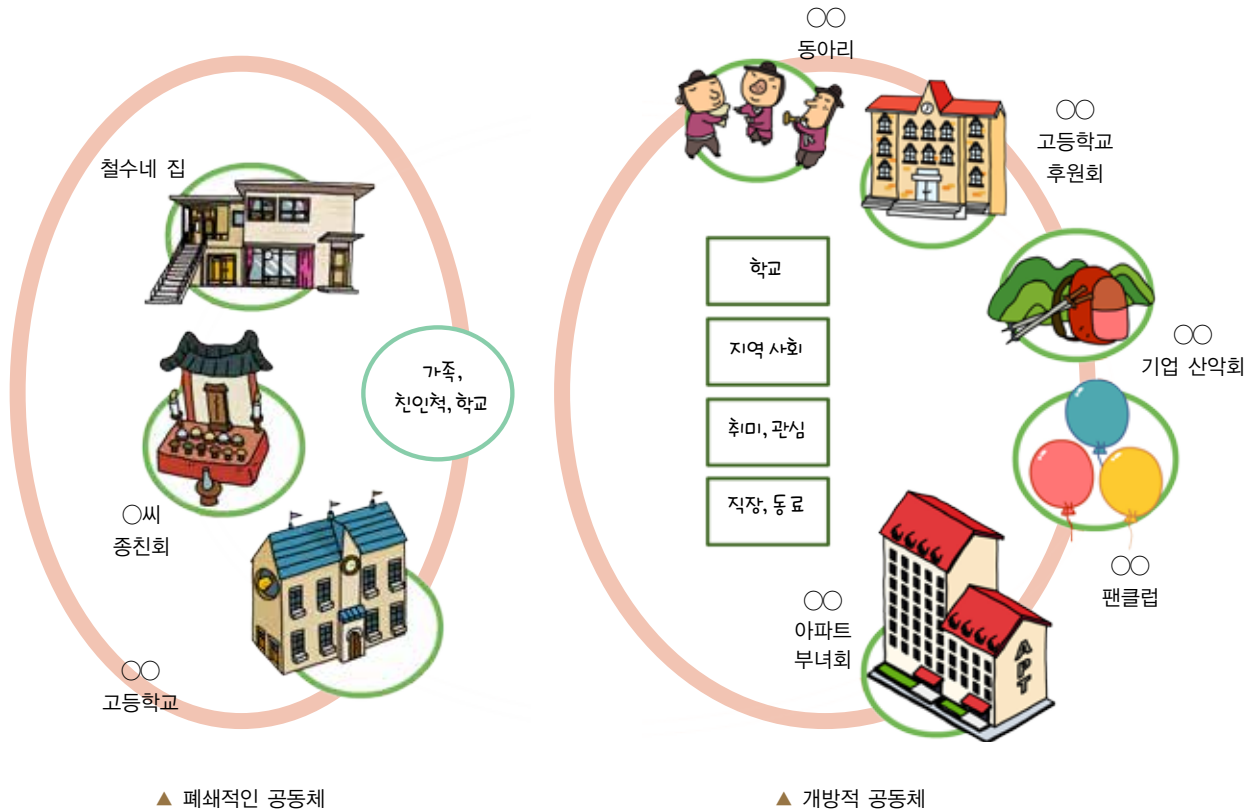 철수네 집
가족,
친인척, 학교
○씨
종친회
○○
고등학교
▲ 폐쇄적인 공동체
○○
동아리
○○
고등학교
후원회
학교
지역 사회
취미, 관심
직장, 동료
○○
기업 산악회
○○
팬클럽
○○
아파트
부녀회
APT
▲ 개방적 공동체